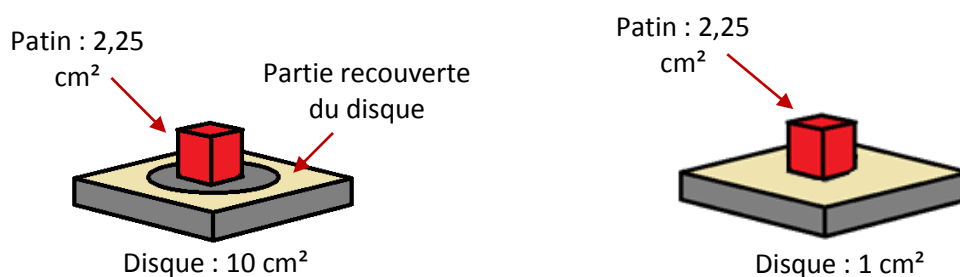 Patin : 2,25
cm²
Partie recouverte
du disque
Disque : 10 cm²
Patin : 2,25
cm²
Disque : 1 cm²